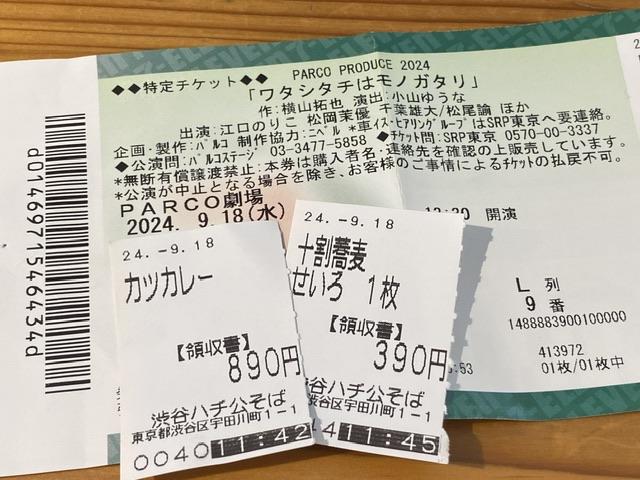 ◆◆特定チケット◆◆ PARCO PRODUCE 2024
「ワタシタチはモノガタリ」
作：横山拓也 演出：小山ゆうな
出演：江口のりこ 松岡茉優 千葉雄大/松尾諭 ほか
企画・製作：パルコ 制作協力：ニベル *車イス・ヒアリンググループはSRP東京へ要連絡。
◆公演問：パルコステージ 03-3477-5858 ◆チケット問：SRP東京 0570-00-3337
*無断有償譲渡禁止：本券は購入者名・連絡先を確認の上販売しています。
*公演が中止となる場合を除き、お客様のご事情によるチケットの払戻不可。
PARCO劇場
2024. 9.18(水)
開演
L 列
9 番
1488883900100000
413972
01枚/01枚中
d01469715464434d
24.-9.18
カツカレー
【領収書】
890円
渋谷ハチ公そば
東京都渋谷区宇田川町1-1
0040 11:42
24.-9.18
十割蕎麦
せいろ 1枚
【領収書】
390円
谷ハチ公そば
渋谷区宇田川町1-1
4 11:45